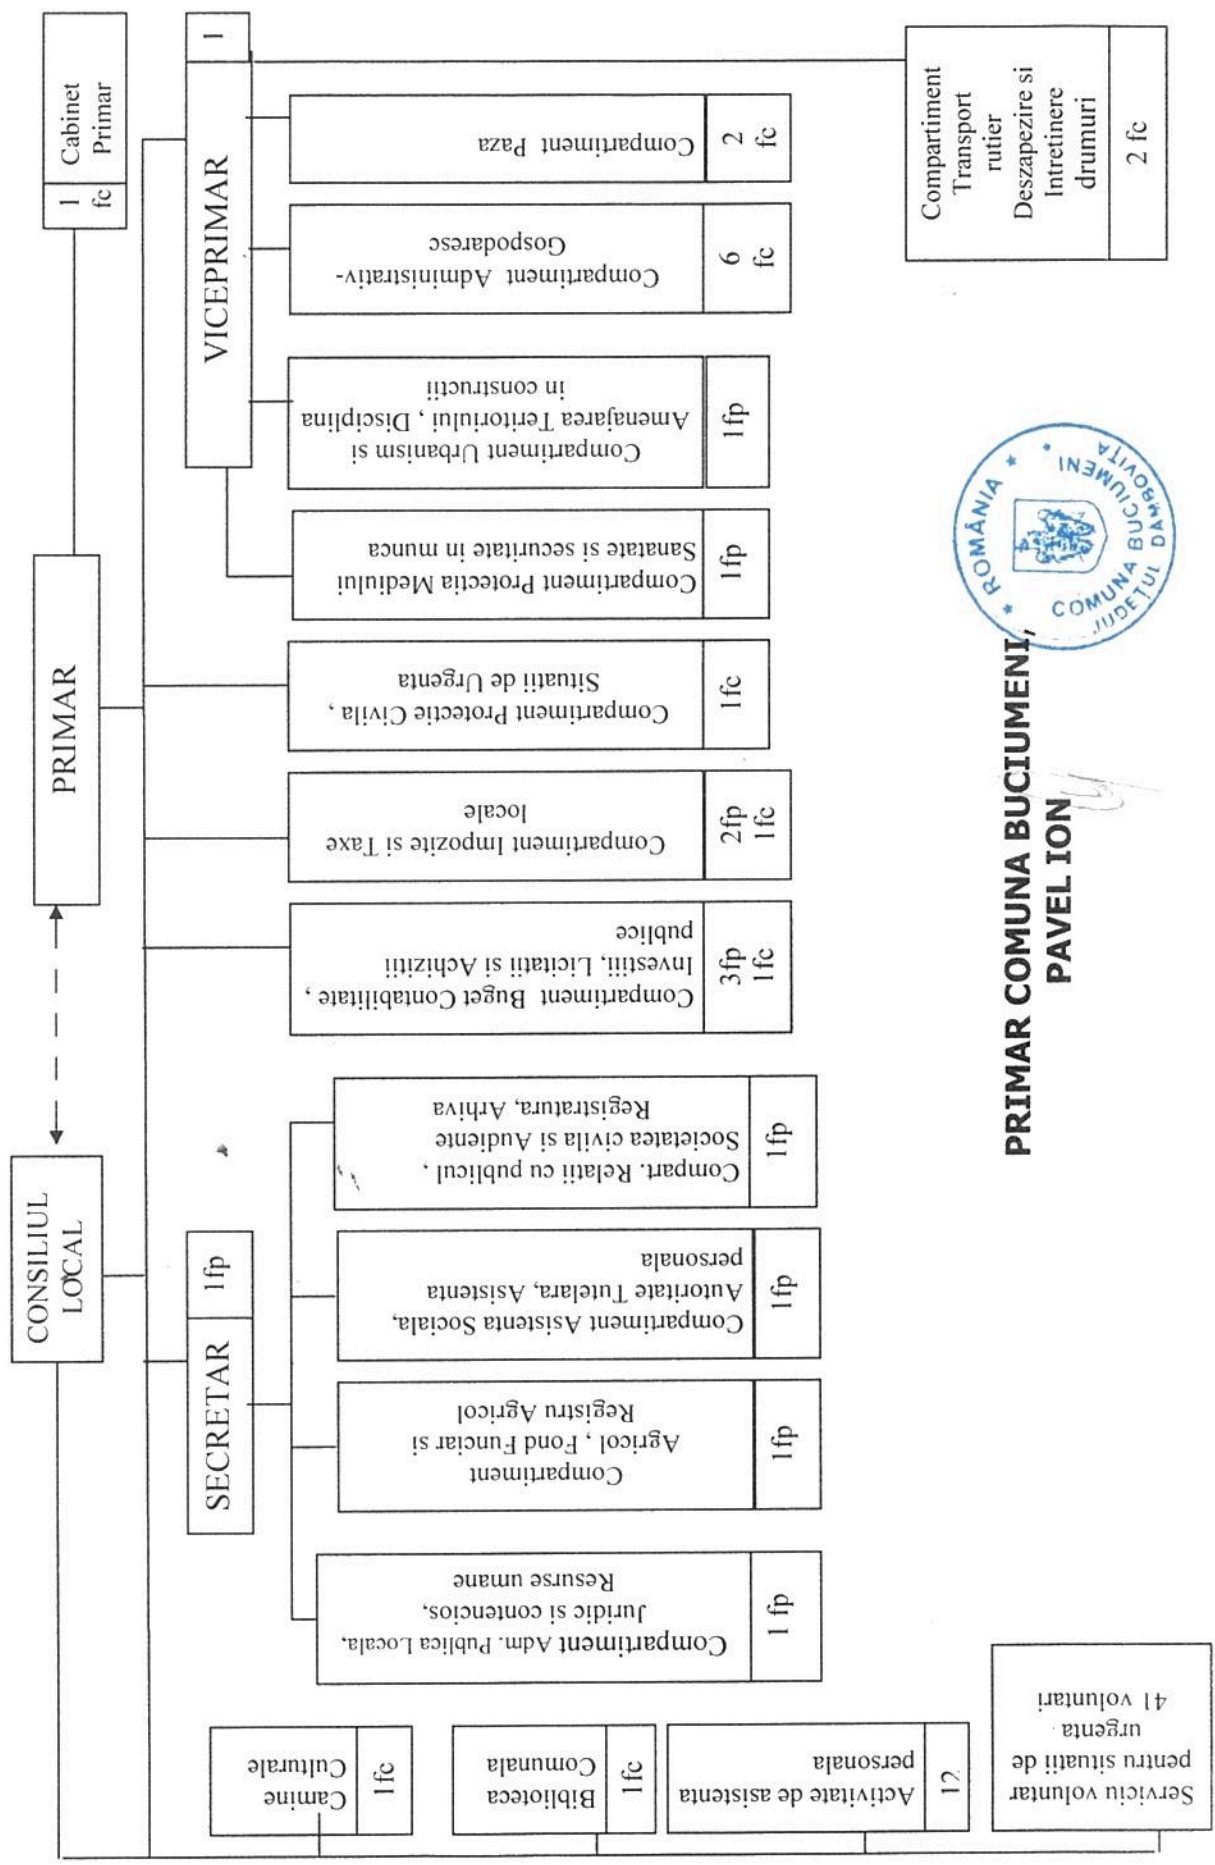 CONSILIUL
LOCAL
PRIMAR
1
fc
Cabinet
Primar
SECRETAR
1fp
VICEPRIMAR
1
Camine
Culturale
1fc
Biblioteca
Comunala
1fc
Activitate de asistenta
personala
12
Serviciu voluntar
pentru situatii de
urgenta
41 voluntari
Compartiment Adm. Publica Locala,
Juridic si contencios,
Resurse umane
1 fp
Compartiment
Agricol , Fond Funciar si
Registru Agricol
1fp
Compartiment Asistenta Sociala,
Autoritate Tutelara, Asistenta
personala
1fp
Compart. Relatii cu publicul ,
Societatea civila si Audiente
Registratura, Arhiva
1fp
Compartiment Buget Contabilitate ,
Investitii, Licitatii si Achizitii
publice
3fp
1fc
Compartiment Impozite si Taxe
locale
2fp
1fc
Compartiment Protectie Civila ,
Situatii de Urgenta
1fc
Compartiment Protectia Mediului
Sanatate si securitate in munca
1fp
Compartiment Urbanism si
Amenajarea Teritoriului , Disciplina
in constructii
1fp
Compartiment Administrativ-
Gospodaresc
6
fc
Compartiment Paza
2
fc
Compartiment
Transport
rutier
Deszapezire si
Intretinere
drumuri
2 fc
PRIMAR COMUNA BUCIUMENI,
PAVEL ION
* ROMÂNIA *
COMUNA BUCIUMENI
JUDEȚUL DAMBOVIȚA